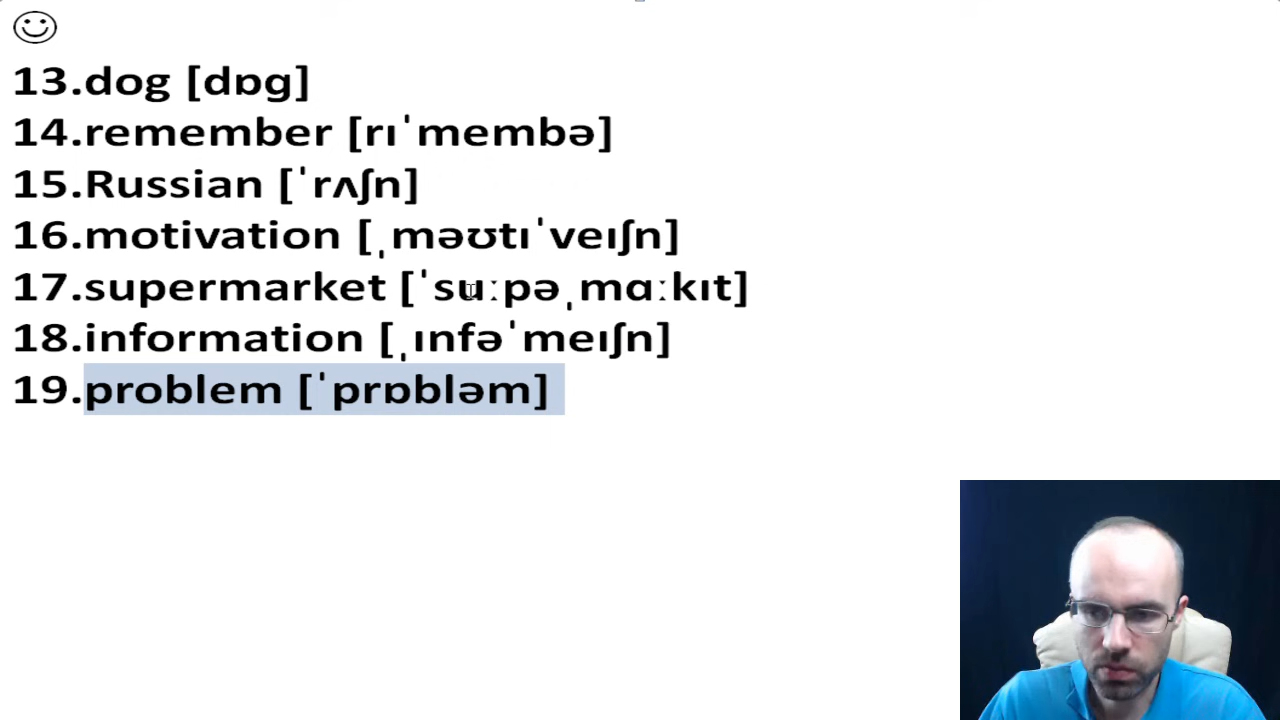 13.dog [dɒg]
14.remember [rɪˈmembə]
15.Russian [ˈrʌʃn]
16.motivation [ˌməʊtɪˈveɪʃn]
17.supermarket [ˈsuːpəˌmɑːkɪt]
18.information [ˌɪnfəˈmeɪʃn]
19.problem [ˈprɒbləm]